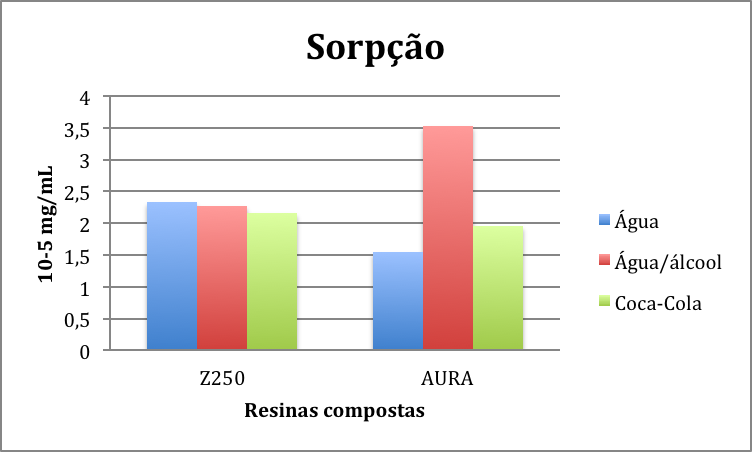 Sorpção
10-5 mg/mL
4
3,5
3
2,5
2
1,5
1
0,5
0
Z250
AURA
Resinas compostas
Água
Água/álcool
Coca-Cola